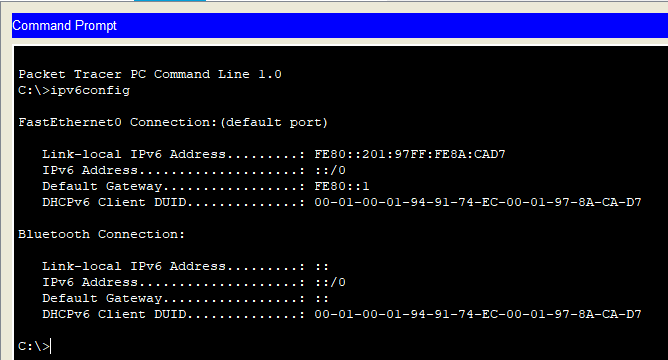 Command Prompt
Packet Tracer PC Command Line 1.0
C:\>ipv6config
FastEthernet0 Connection:(default port)
Link-local IPv6 Address.........: FE80::201:97FF:FE8A:CAD7
IPv6 Address....................: ::/0
Default Gateway.................: FE80::1
DHCPv6 Client DUID..............: 00-01-00-01-94-91-74-EC-00-01-97-8A-CA-D7
Bluetooth Connection:
Link-local IPv6 Address.........: ::
IPv6 Address....................: ::/0
Default Gateway.................: ::
DHCPv6 Client DUID..............: 00-01-00-01-94-91-74-EC-00-01-97-8A-CA-D7
C:\>